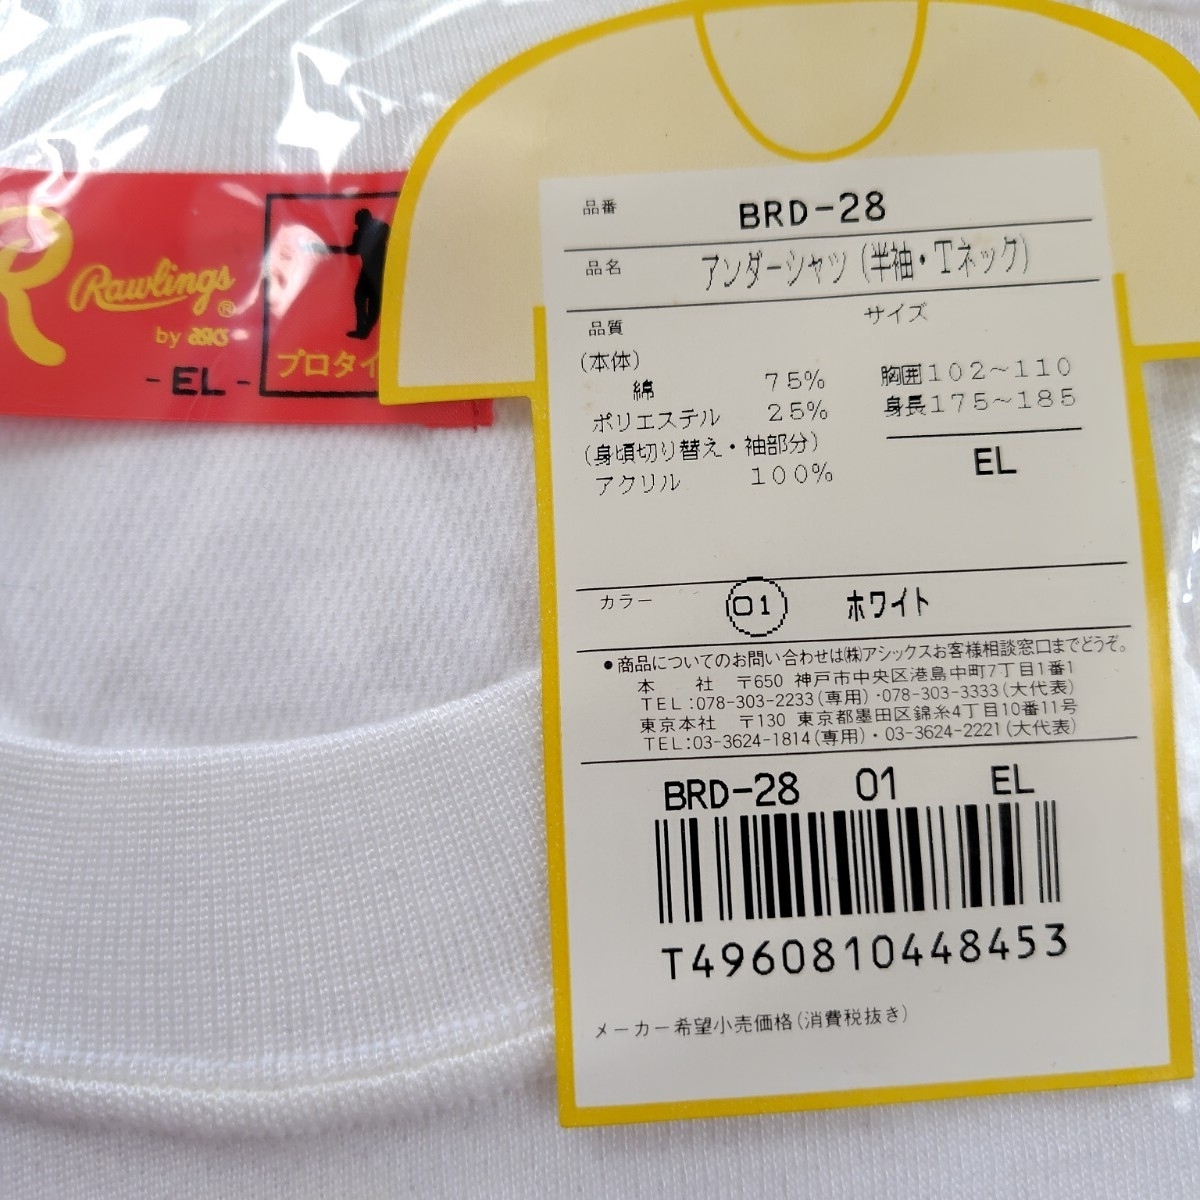 R
Rawlings®
by asics
- EL -
プロタイ
品番 BRD-28
品名 アンダーシャツ(半袖・Tネック)
品質 サイズ
(本体)
綿 75% 胸囲102~110
ポリエステル 25% 身長175~185
(身頃切り替え・袖部分)
アクリル 100% EL
カラー 01 ホワイト
●商品についてのお問い合わせは㈱アシックスお客様相談窓口までどうぞ。
本 社 〒650 神戸市中央区港島中町7丁目1番1
TEL:078-303-2233(専用)・078-303-3333(大代表)
東京本社 〒130 東京都墨田区錦糸4丁目10番11号
TEL:03-3624-1814(専用)・03-3624-2221(大代表)
BRD-28 01 EL
T4960810448453
メーカー希望小売価格(消費税抜き)